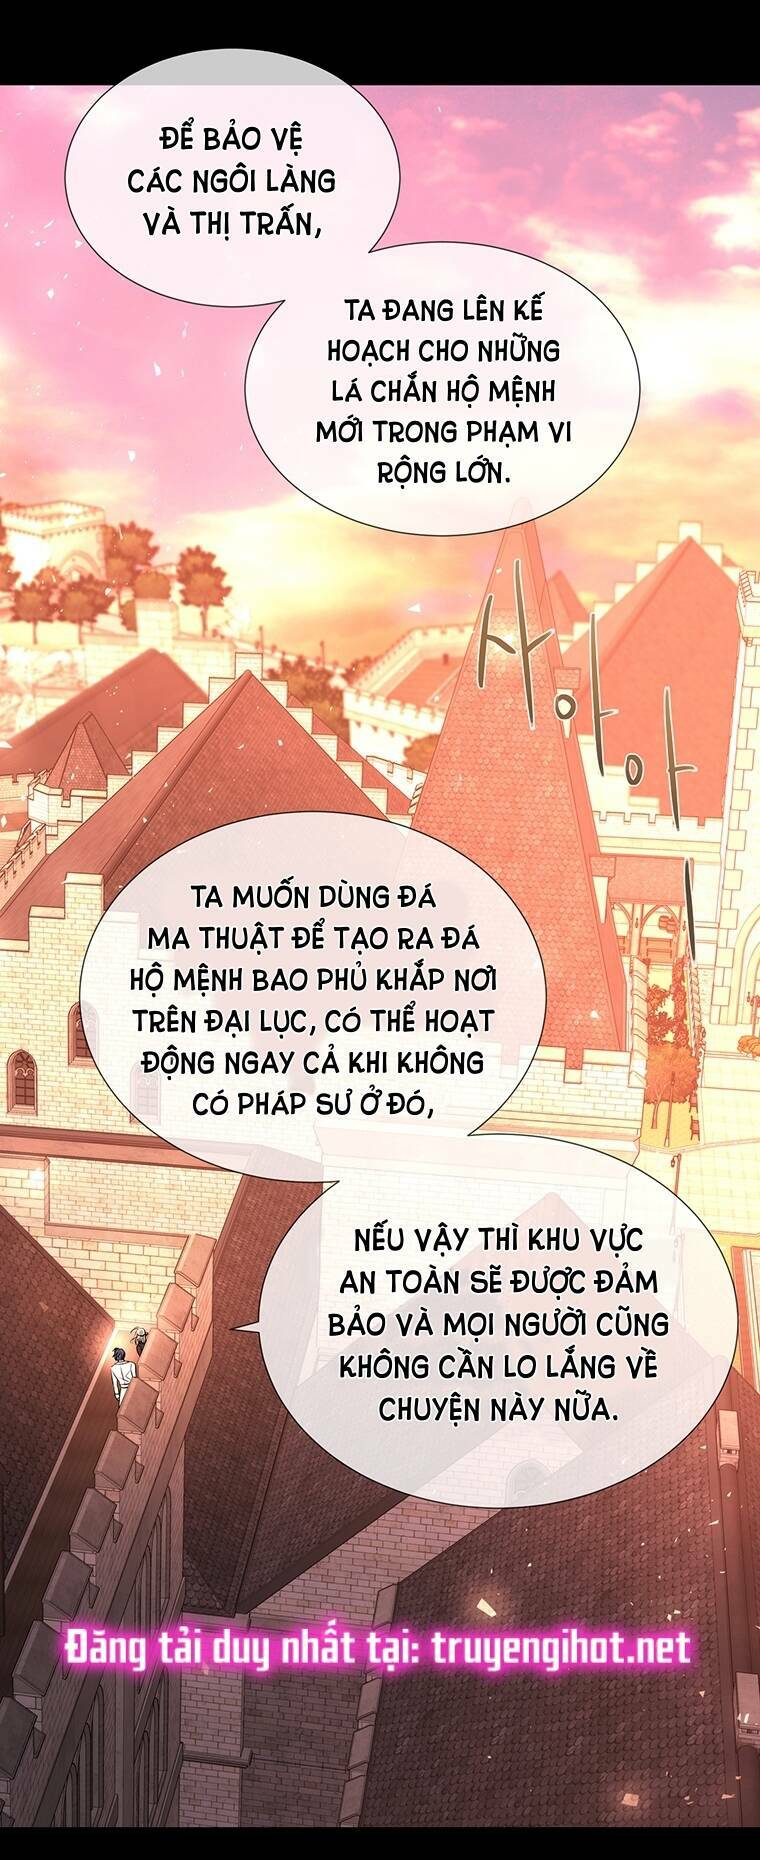 ĐỂ BẢO VỆ
CÁC NGÔI LÀNG
VÀ THỊ TRẤN,
TA ĐANG LÊN KẾ
HOẠCH CHO NHỮNG
LÁ CHẮN HỘ MỆNH
MỚI TRONG PHẠM VI
RỘNG LỚN.
사아아아
TA MUỐN DÙNG ĐÁ
MA THUẬT ĐỂ TẠO RA ĐÁ
HỘ MỆNH BAO PHỦ KHẮP NƠI
TRÊN ĐẠI LỤC, CÓ THỂ HOẠT
ĐỘNG NGAY CẢ KHI KHÔNG
CÓ PHÁP SƯ Ở ĐÓ,
NẾU VẬY THÌ KHU VỰC
AN TOÀN SẼ ĐƯỢC ĐẢM
BẢO VÀ MỌI NGƯỜI CŨNG
KHÔNG CẦN LO LẮNG VỀ
CHUYỆN NÀY NỮA.
Đăng tải duy nhất tại: truyengihot.net